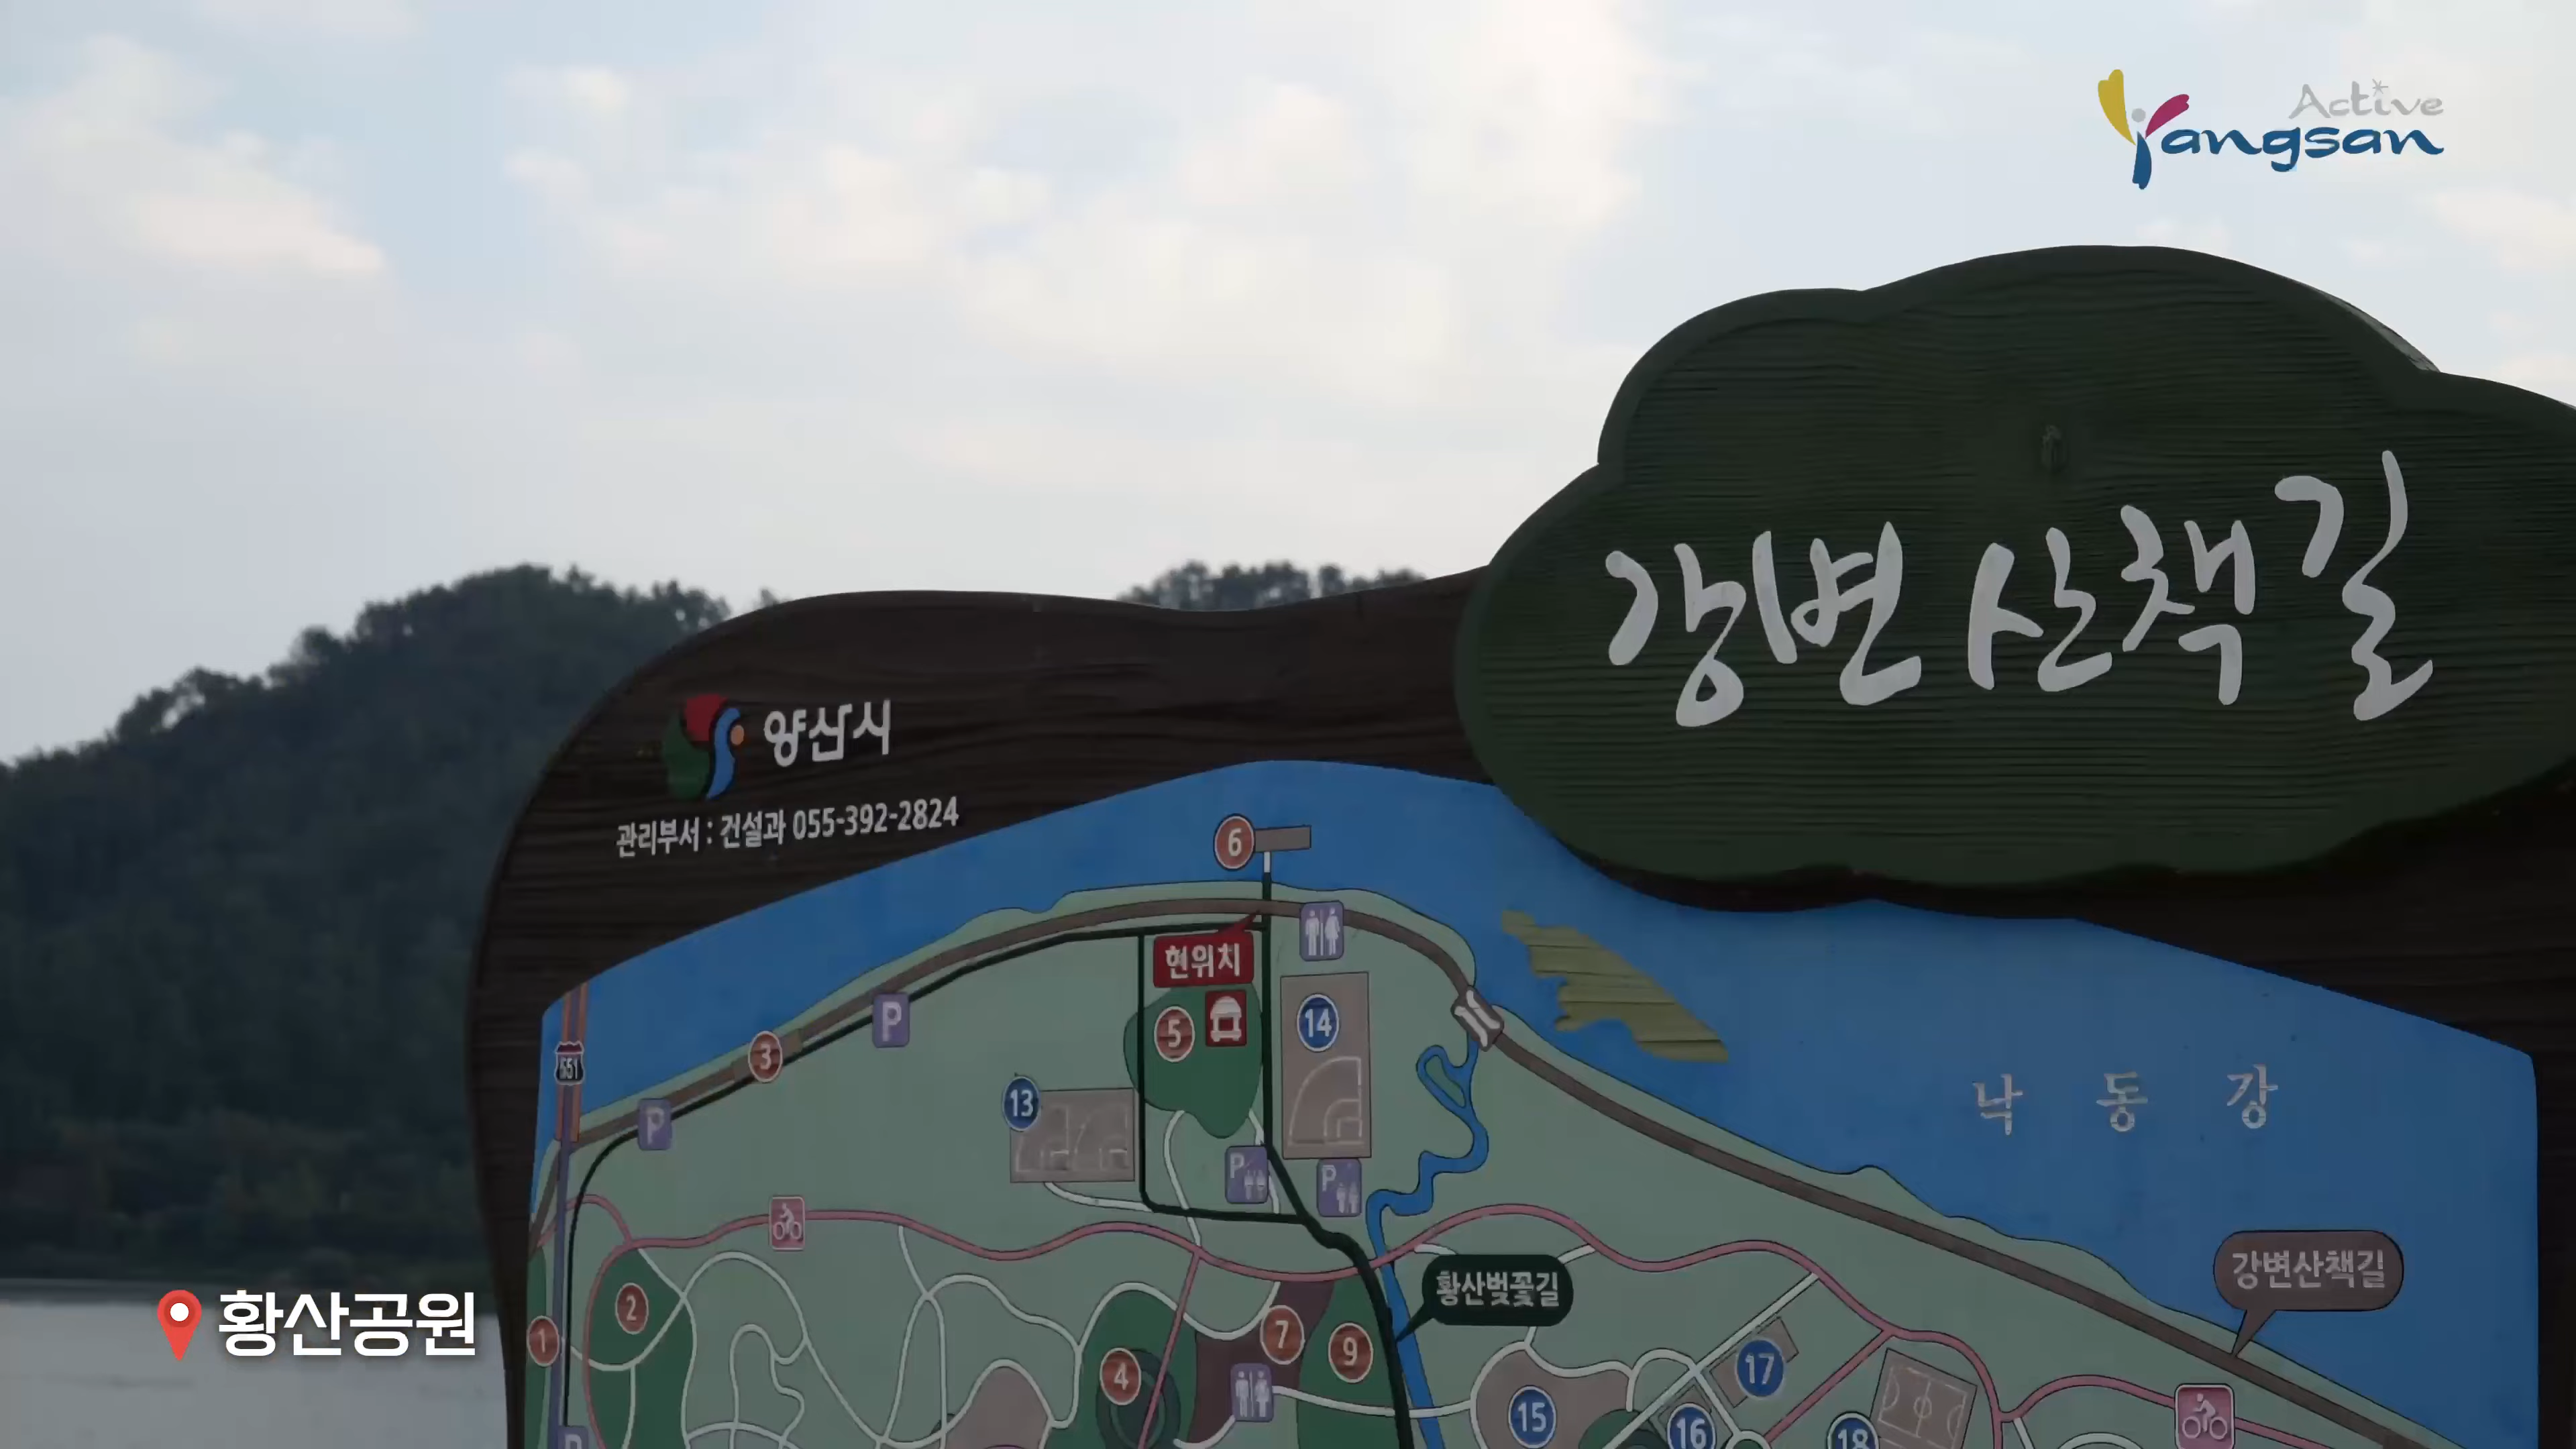 Active
Yangsan
강변 산책길
양산시
관리부서 : 건설과 055-392-2824
6
현위치
5
14
P
3
551
13
P
낙 동 강
P
P
강변산책길
황산벚꽃길
황산공원
2
1
7
9
4
17
15
16
18
P